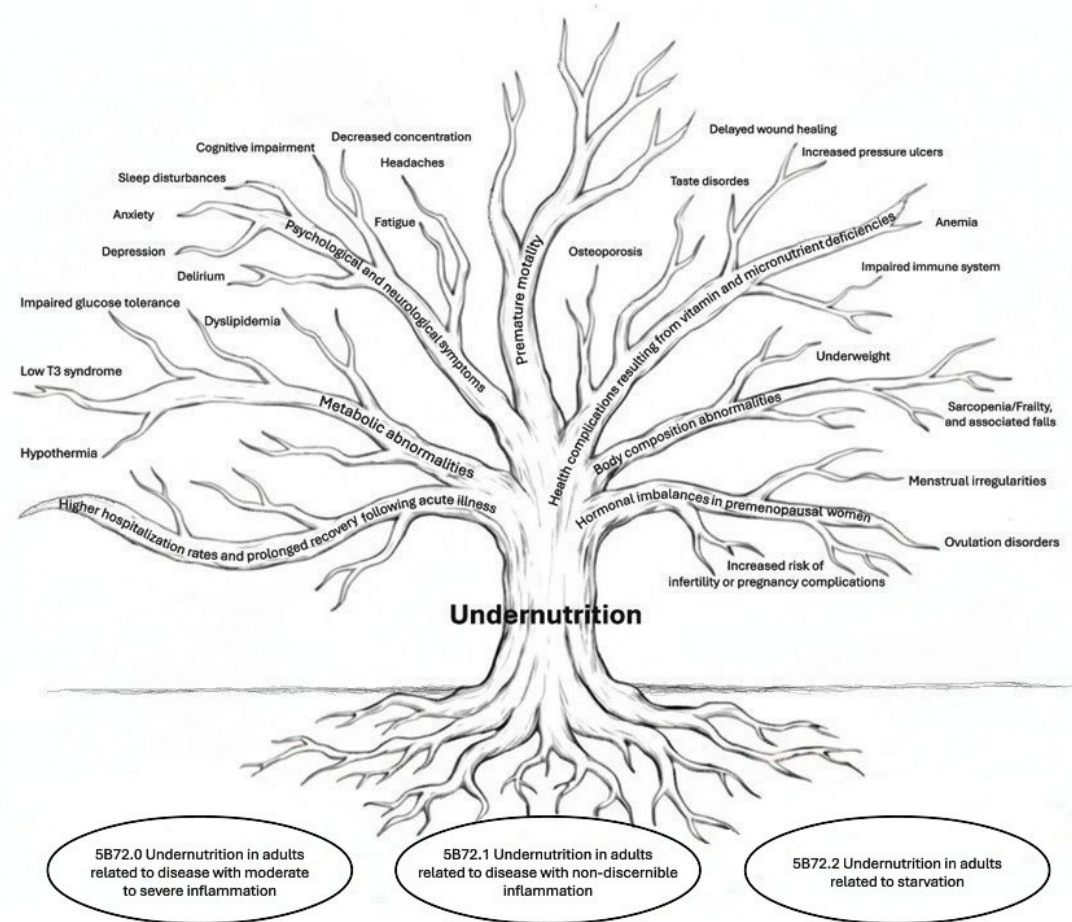 Delayed wound healing
Decreased concentration
Cognitive impairment
Increased pressure ulcers
Headaches
Sleep disturbances
Taste disordes
Anxiety
Fatigue
Anemia
Psychological and neurological symptoms
Premature motality
Health complications resulting from vitamin and micronutrient deficiencies
Depression
Osteoporosis
Delirium
Impaired immune system
Impaired glucose tolerance
Dyslipidemia
Underweight
Low T3 syndrome
Metabolic abnormalities
Body composition abnormalities
Sarcopenia/Frailty,
and associated falls
Hypothermia
Menstrual irregularities
Higher hospitalization rates and prolonged recovery following acute illness
Hormonal imbalances in premenopausal women
Ovulation disorders
Increased risk of
infertility or pregnancy complications
Undernutrition
5B72.0 Undernutrition in adults
related to disease with moderate
to severe inflammation
5B72.1 Undernutrition in adults
related to disease with non-discernible
inflammation
5B72.2 Undernutrition in adults
related to starvation